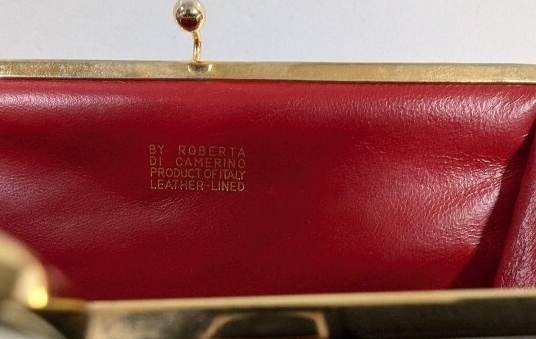 BY ROBERTA
DI CAMERINO
PRODUCT OF ITALY
LEATHER-LINED